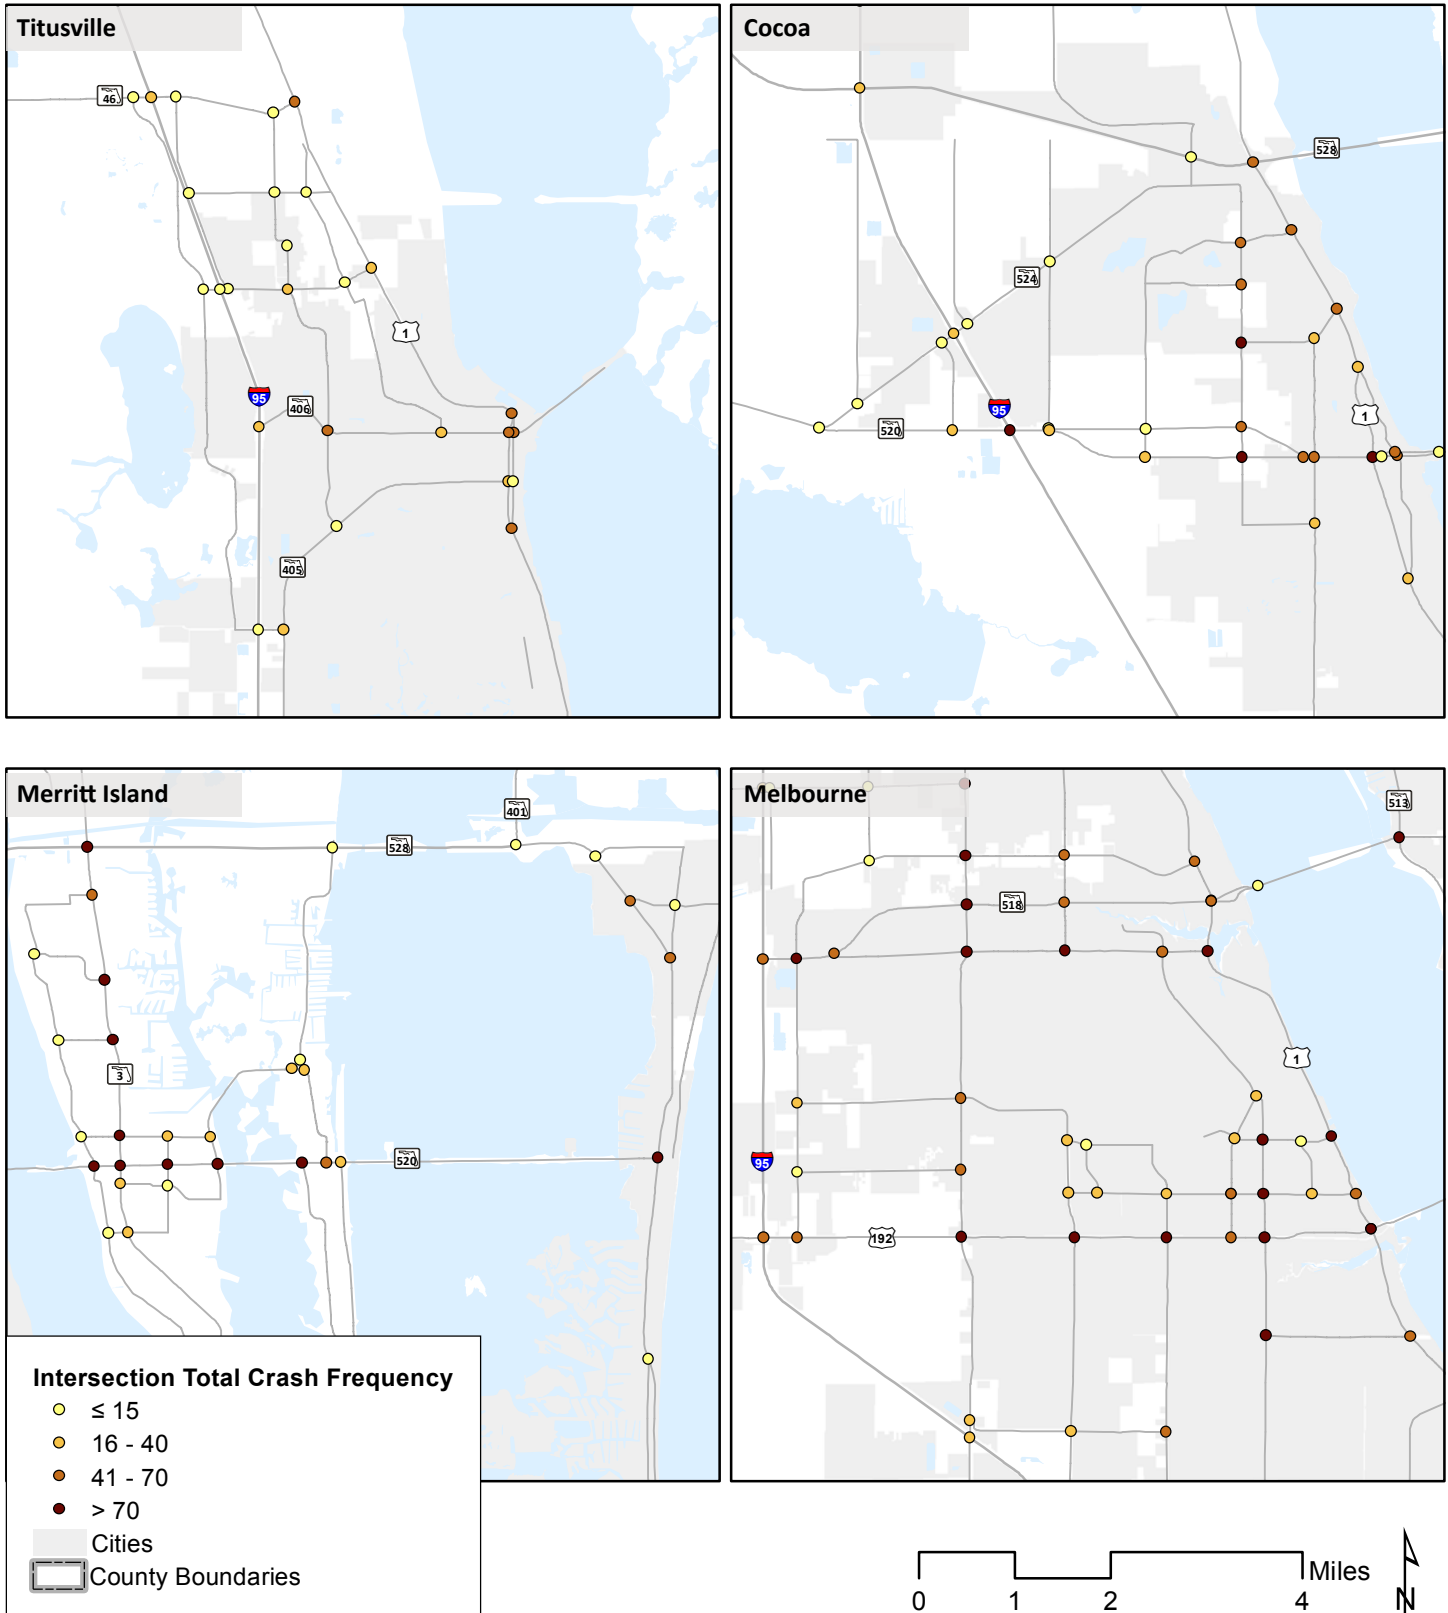 Titusville
46
1
95
406
405
Cocoa
528
524
1
95
520
Merritt Island
401
528
3
520
Melbourne
513
518
1
95
192
Intersection Total Crash Frequency
≤ 15
16 - 40
41 - 70
> 70
Cities
County Boundaries
Miles
0 1 2 4
N